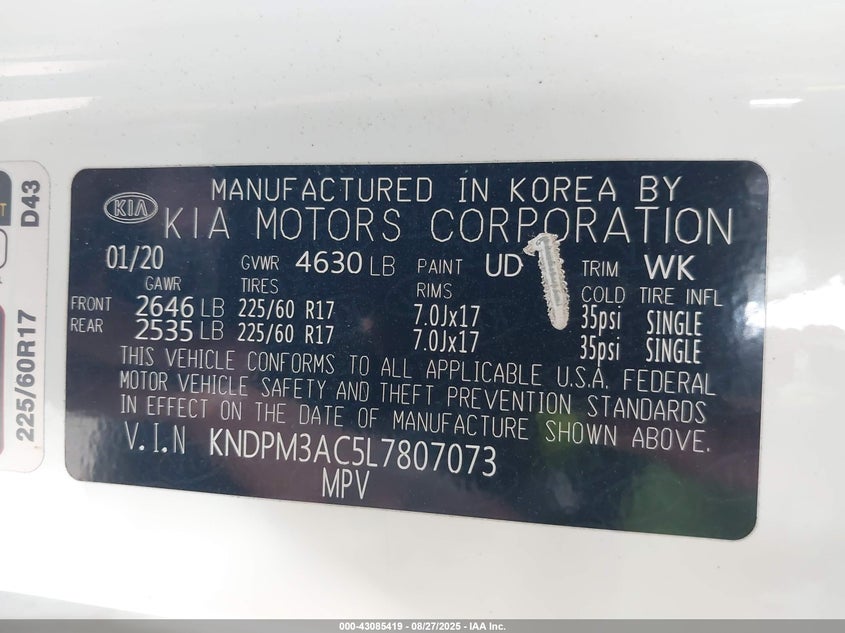 MANUFACTURED IN KOREA BY
KIA
KIA MOTORS CORPORATION
01/20 GVWR 4630 LB PAINT UD TRIM WK
GAWR TIRES RIMS COLD TIRE INFL
FRONT 2646 LB 225/60 R17 7.0Jx17 35psi SINGLE
REAR 2535 LB 225/60 R17 7.0Jx17 35psi SINGLE
THIS VEHICLE CONFORMS TO ALL APPLICABLE U.S.A. FEDERAL
MOTOR VEHICLE SAFETY AND THEFT PREVENTION STANDARDS
IN EFFECT ON THE DATE OF MANUFACTURE SHOWN ABOVE.
V.I.N KNDPM3AC5L7807073
MPV
D43
225/60R17
000-43085419 | 08/27/2025 - IAA Inc.